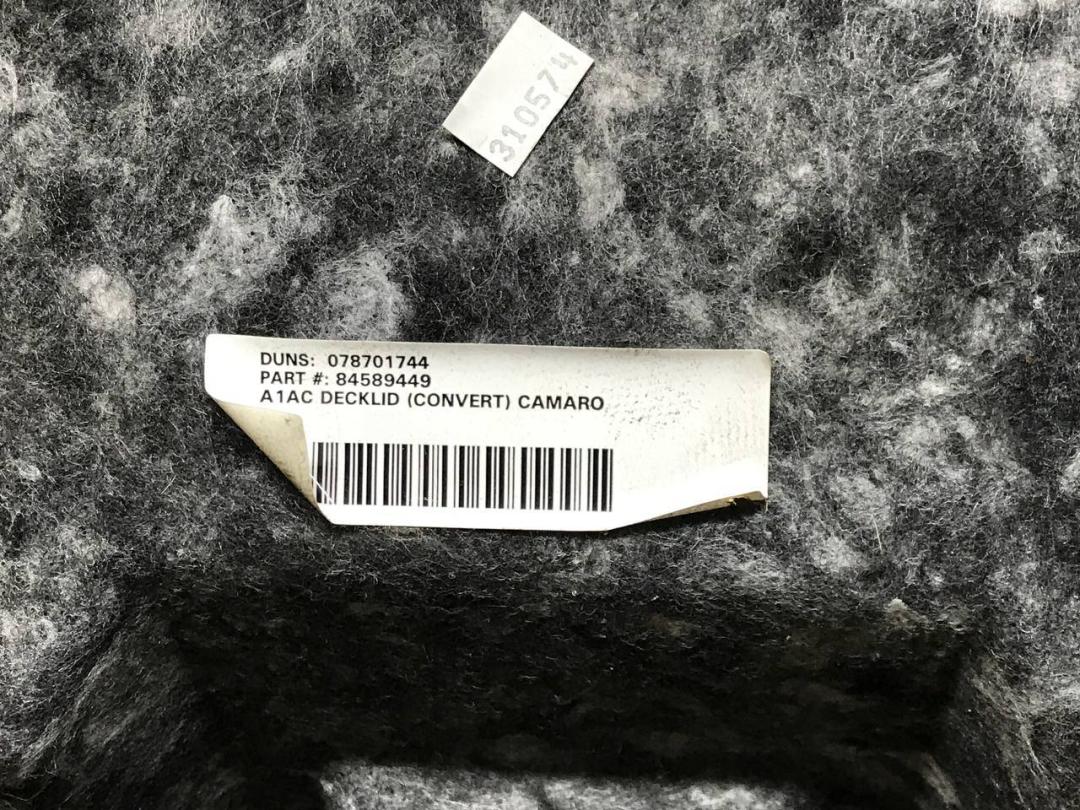 310574
DUNS: 078701744
PART #: 84589449
A1AC DECKLID (CONVERT) CAMARO